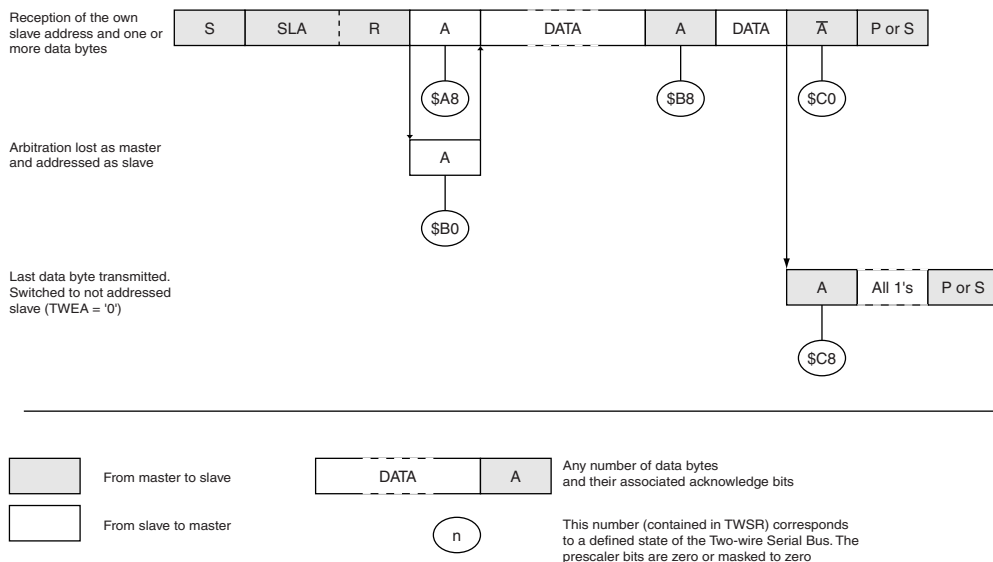 Reception of the own
slave address and one or
more data bytes
S SLA R A DATA A DATA A̅ P or S
$A8 $B8 $C0
Arbitration lost as master
and addressed as slave
A
$B0
Last data byte transmitted.
Switched to not addressed
slave (TWEA = '0')
A All 1's P or S
$C8
From master to slave
DATA A
Any number of data bytes
and their associated acknowledge bits
From slave to master
n
This number (contained in TWSR) corresponds
to a defined state of the Two-wire Serial Bus. The
prescaler bits are zero or masked to zero